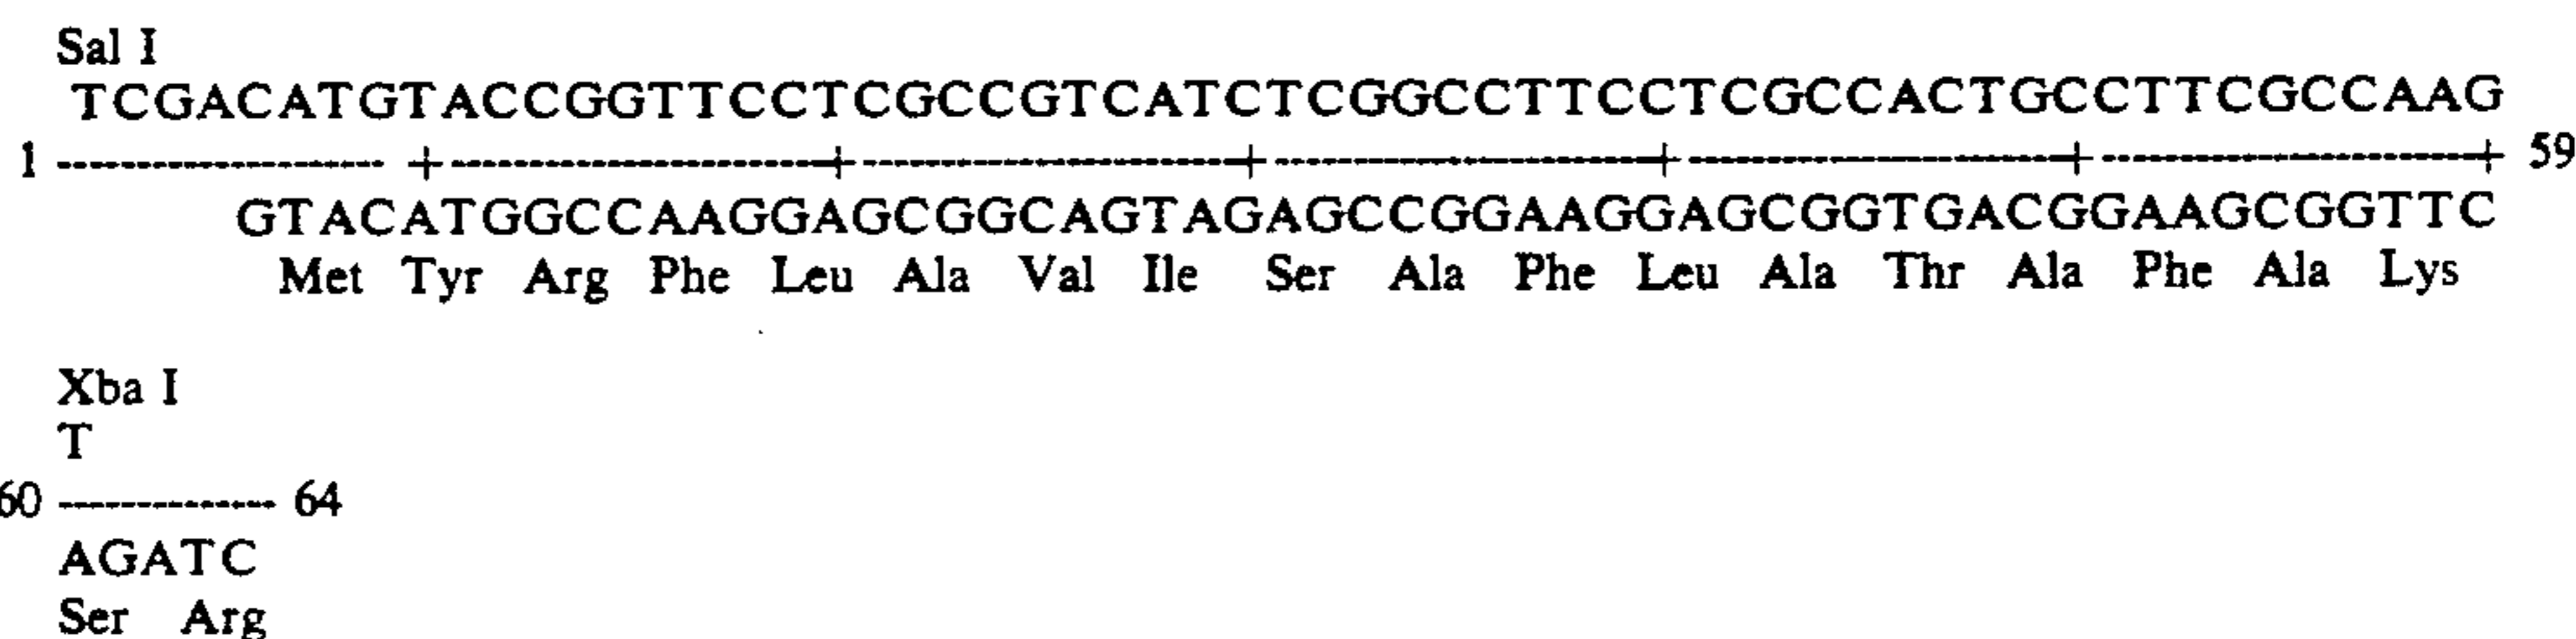 Sal I
TCGACATGTACCGGTTCCTCGCCGTCATCTCGGCCTTCCTCGCCACTGCCTTCGCCAAG
1 -------------------- +-----------------------+-----------------------+-----------------------+-----------------------+-----------------------+ 59
GTACATGGCCAAGGAGCGGCAGTAGAGCCGGAAGGAGCGGTGACGGAAGCGGTTC
Met Tyr Arg Phe Leu Ala Val Ile Ser Ala Phe Leu Ala Thr Ala Phe Ala Lys
Xba I
T
60 ------------- 64
AGATC
Ser Arg